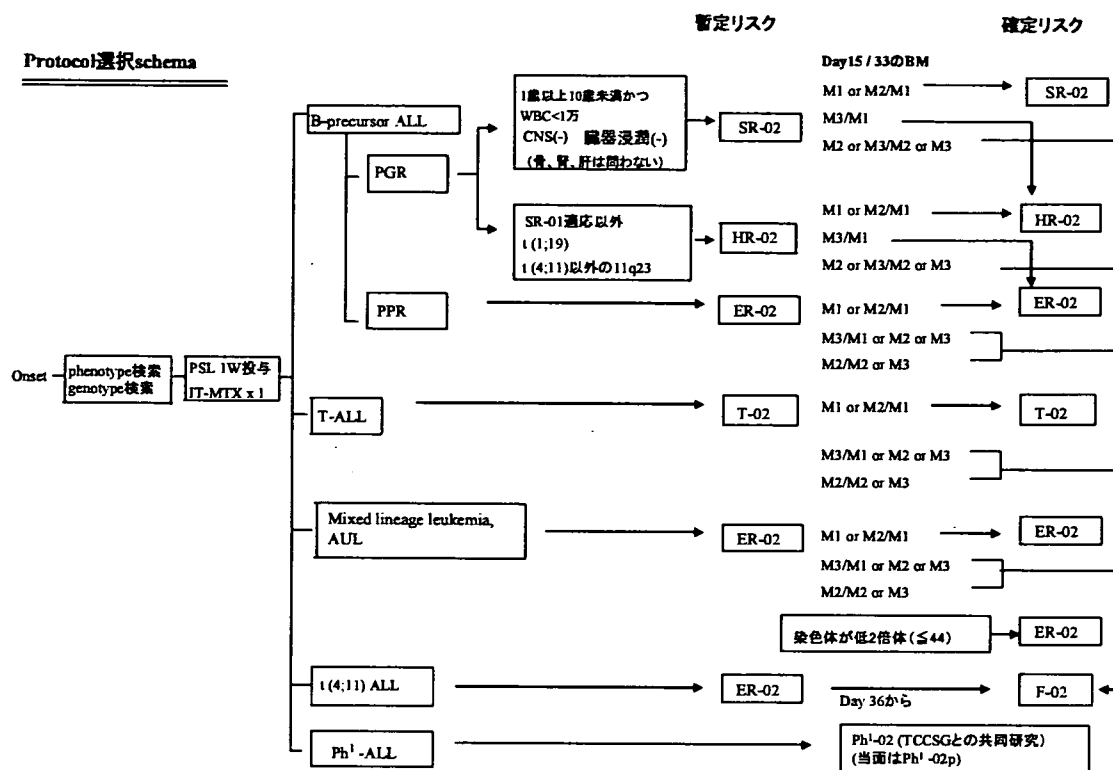 暫定リスク
確定リスク
Protocol選択schema
Day15 / 33のBM
B-precursor ALL
1歳以上10歳未満かつ
WBC<1万
CNS(-) 臓器浸潤(-)
(骨、腎、肝は問わない)
SR-02
M1 or M2/M1
SR-02
M3/M1
M2 or M3/M2 or M3
PGR
SR-01適応以外
t (1;19)
t (4;11)以外の11q23
HR-02
M1 or M2/M1
HR-02
M3/M1
M2 or M3/M2 or M3
PPR
ER-02
M1 or M2/M1
ER-02
M3/M1 or M2 or M3
M2/M2 or M3
Onset
phenotype検索
genotype検索
PSL 1W投与
IT-MTX x 1
T-ALL
T-02
M1 or M2/M1
T-02
M3/M1 or M2 or M3
M2/M2 or M3
Mixed lineage leukemia,
AUL
ER-02
M1 or M2/M1
ER-02
M3/M1 or M2 or M3
M2/M2 or M3
染色体が低2倍体 (≦44)
ER-02
t (4;11) ALL
ER-02
Day 36から
F-02
Ph¹ -ALL
Ph¹-02 (TCCSGとの共同研究)
(当面はPh¹ -02p)